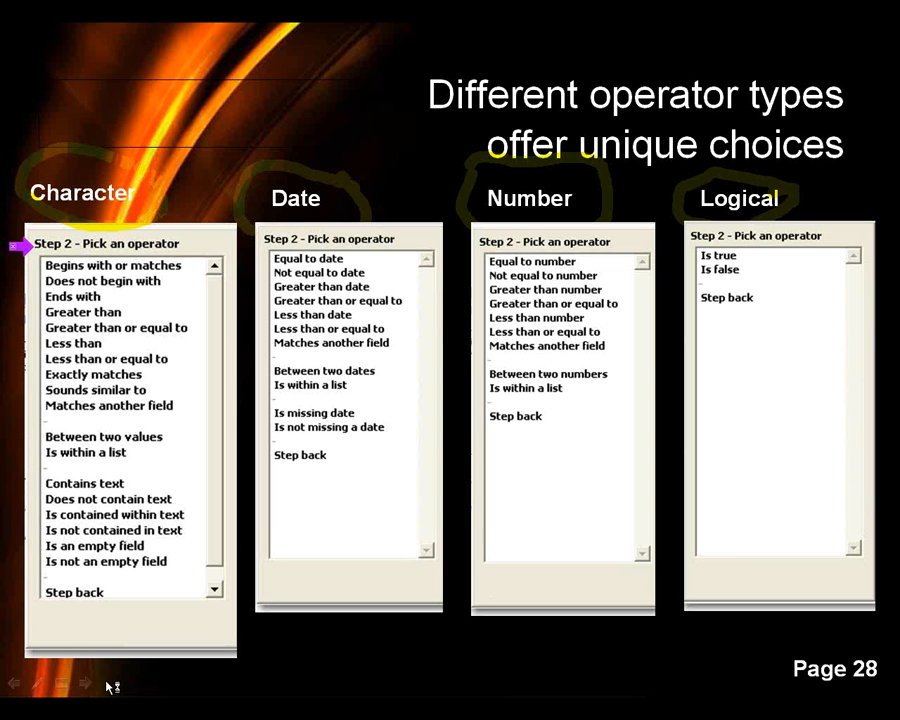 Different operator types
offer unique choices
Character
Step 2 - Pick an operator
Begins with or matches
Does not begin with
Ends with
Greater than
Greater than or equal to
Less than
Less than or equal to
Exactly matches
Sounds similar to
Matches another field
-
Between two values
Is within a list
-
Contains text
Does not contain text
Is contained within text
Is not contained in text
Is an empty field
Is not an empty field
-
Step back
Date
Step 2 - Pick an operator
Equal to date
Not equal to date
Greater than date
Greater than or equal to
Less than date
Less than or equal to
Matches another field
-
Between two dates
Is within a list
-
Is missing date
Is not missing a date
-
Step back
Number
Step 2 - Pick an operator
Equal to number
Not equal to number
Greater than number
Greater than or equal to
Less than number
Less than or equal to
Matches another field
-
Between two numbers
Is within a list
-
Step back
Logical
Step 2 - Pick an operator
Is true
Is false
-
Step back
Page 28